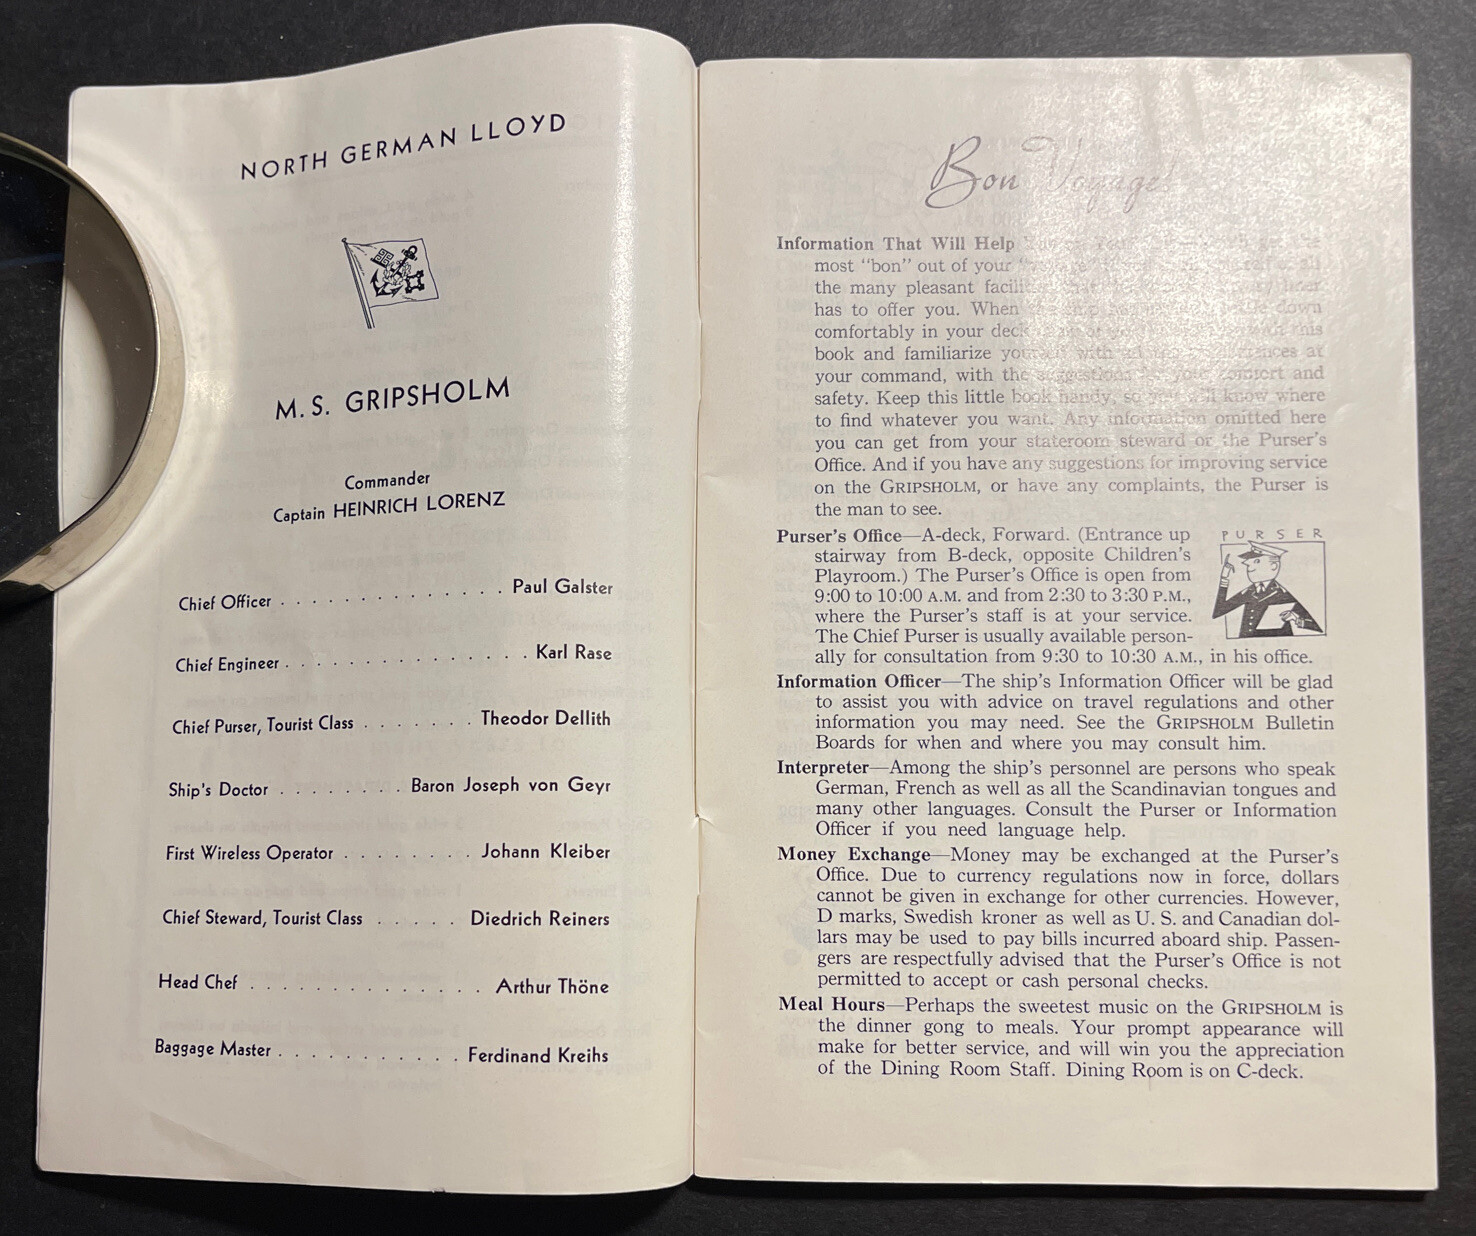 NORTH GERMAN LLOYD
M. S. GRIPSHOLM
Commander
Captain HEINRICH LORENZ
Chief Officer . . . . . . . . . . . . . . Paul Galster
Chief Engineer . . . . . . . . . . . . . . . Karl Rase
Chief Purser, Tourist Class . . . . . . . Theodor Dellith
Ship's Doctor . . . . . . . . Baron Joseph von Geyr
First Wireless Operator . . . . . . . . Johann Kleiber
Chief Steward, Tourist Class . . . . . Diedrich Reiners
Head Chef . . . . . . . . . . . . . . Arthur Thöne
Baggage Master . . . . . . . . . . . Ferdinand Kreihs
Bon Voyage!
Information That Will Help
most "bon" out of your
the many pleasant
has to offer you. When down
comfortably in your deck this
book and familiarize yourself with at
your command, with the suggestions for your comfort and
safety. Keep this little book handy, so you will know where
to find whatever you want. Any information omitted here
you can get from your stateroom steward or the Purser's
Office. And if you have any suggestions for improving service
on the GRIPSHOLM, or have any complaints, the Purser is
the man to see.
Purser's Office—A-deck, Forward. (Entrance up
stairway from B-deck, opposite Children's
Playroom.) The Purser's Office is open from
9:00 to 10:00 A.M. and from 2:30 to 3:30 P.M.,
where the Purser's staff is at your service.
The Chief Purser is usually available person-
ally for consultation from 9:30 to 10:30 A.M., in his office.
PURSER
Information Officer—The ship's Information Officer will be glad
to assist you with advice on travel regulations and other
information you may need. See the GRIPSHOLM Bulletin
Boards for when and where you may consult him.
Interpreter—Among the ship's personnel are persons who speak
German, French as well as all the Scandinavian tongues and
many other languages. Consult the Purser or Information
Officer if you need language help.
Money Exchange—Money may be exchanged at the Purser's
Office. Due to currency regulations now in force, dollars
cannot be given in exchange for other currencies. However,
D marks, Swedish kroner as well as U. S. and Canadian dol-
lars may be used to pay bills incurred aboard ship. Passen-
gers are respectfully advised that the Purser's Office is not
permitted to accept or cash personal checks.
Meal Hours—Perhaps the sweetest music on the GRIPSHOLM is
the dinner gong to meals. Your prompt appearance will
make for better service, and will win you the appreciation
of the Dining Room Staff. Dining Room is on C-deck.